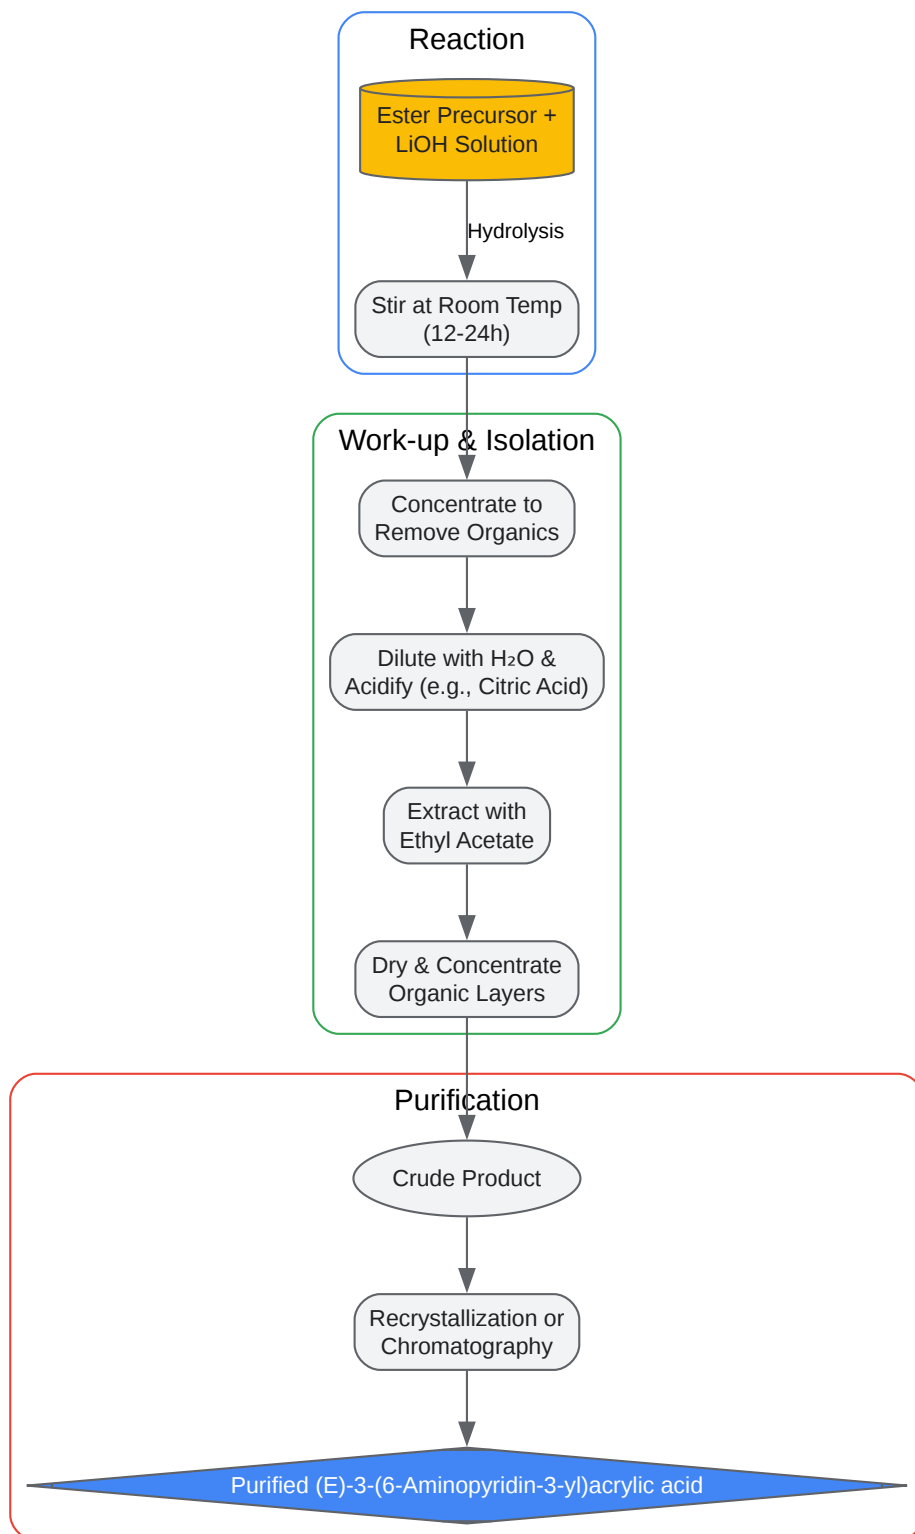 Reaction
Ester Precursor +
LiOH Solution
Hydrolysis
Stir at Room Temp
(12-24h)
Work-up & Isolation
Concentrate to
Remove Organics
Dilute with H₂O &
Acidify (e.g., Citric Acid)
Extract with
Ethyl Acetate
Dry & Concentrate
Organic Layers
Purification
Crude Product
Recrystallization or
Chromatography
Purified (E)-3-(6-Aminopyridin-3-yl)acrylic acid